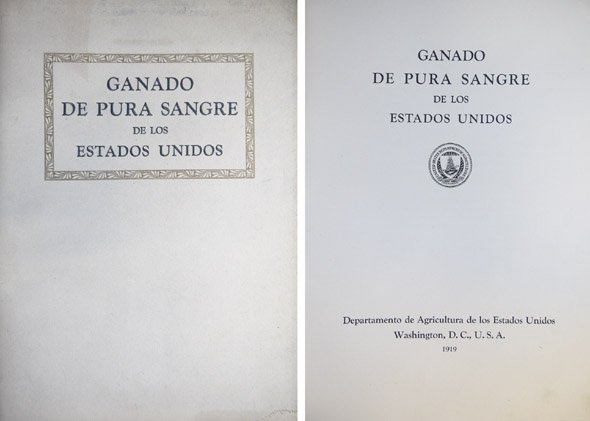 GANADO
DE PURA SANGRE
DE LOS
ESTADOS UNIDOS
GANADO
DE PURA SANGRE
DE LOS
ESTADOS UNIDOS
Departamento de Agricultura de los Estados Unidos
Washington, D. C., U. S. A.
1919